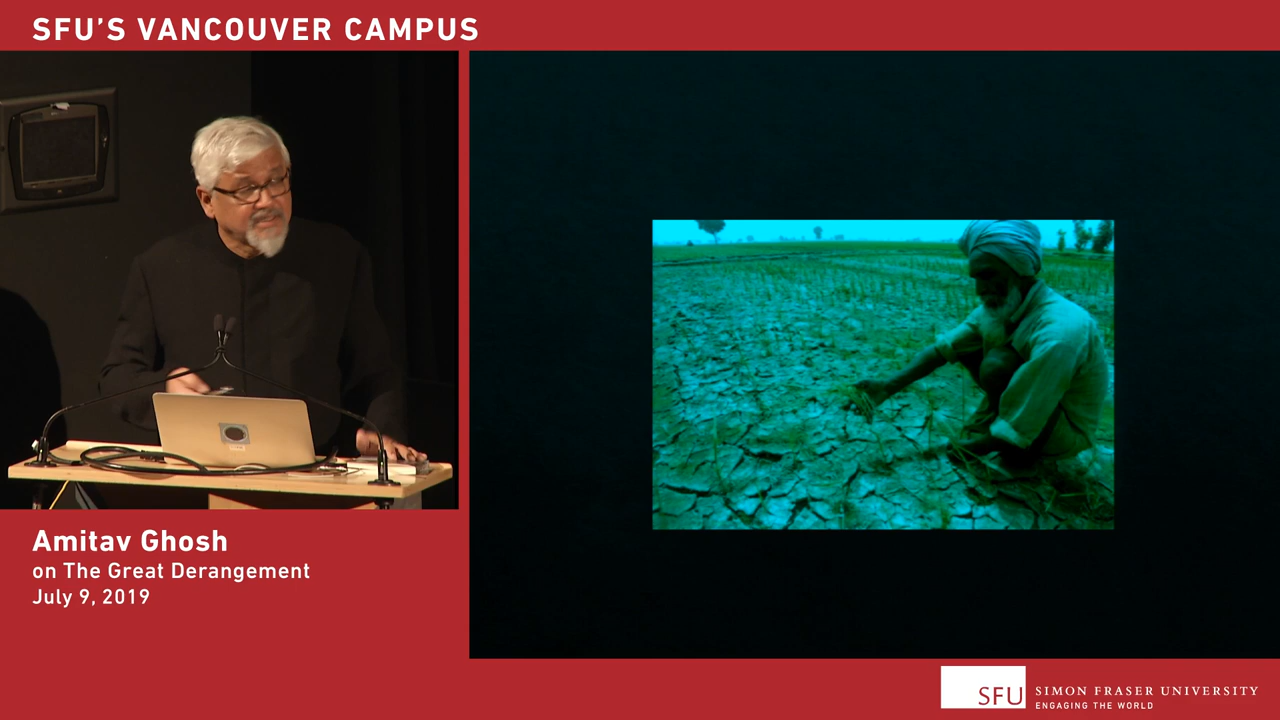 SFU'S VANCOUVER CAMPUS
Amitav Ghosh
on The Great Derangement
July 9, 2019
SFU
SIMON FRASER UNIVERSITY
ENGAGING THE WORLD